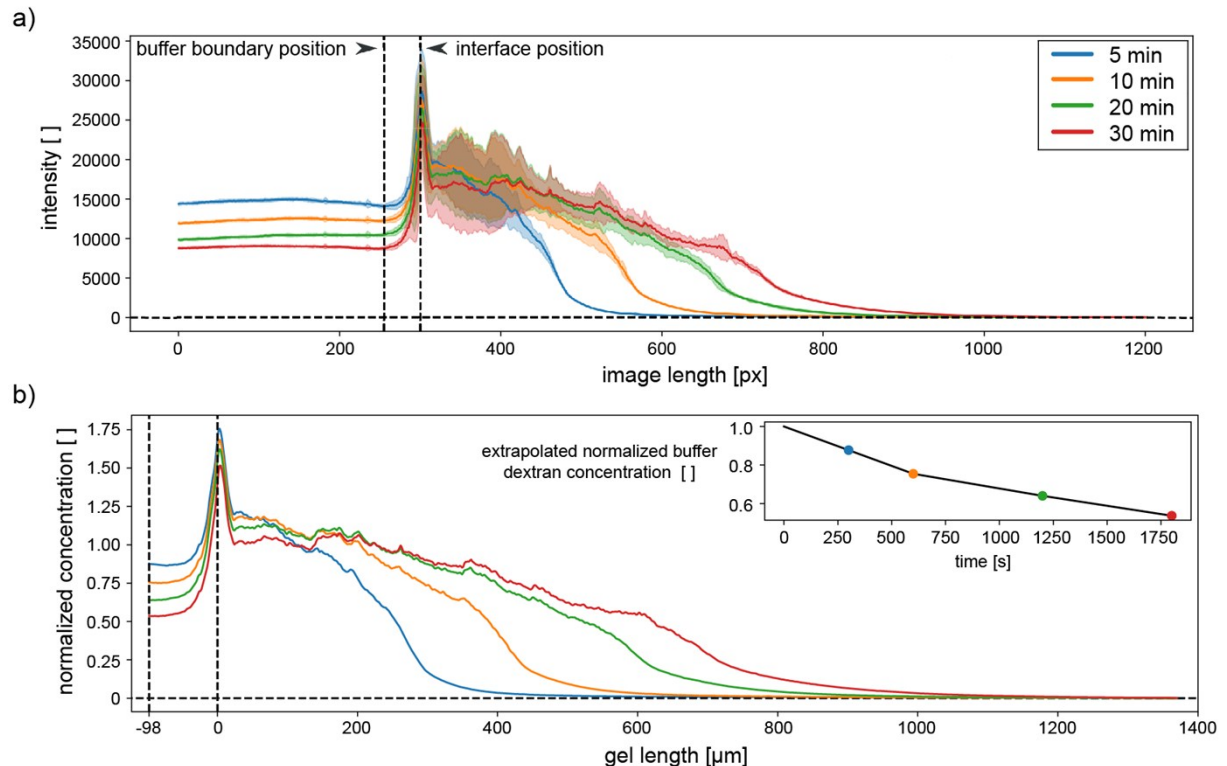 a)
35000
30000
25000
20000
15000
10000
5000
0
intensity [ ]
buffer boundary position
interface position
5 min
10 min
20 min
30 min
0 200 400 600 800 1000 1200
image length [px]
b)
1.75
1.50
1.25
1.00
0.75
0.50
0.25
0
normalized concentration [ ]
extrapolated normalized buffer
dextran concentration [ ]
1.0
0.8
0.6
0 250 500 750 1000 1250 1500 1750
time [s]
-98 0 200 400 600 800 1000 1200 1400
gel length [µm]